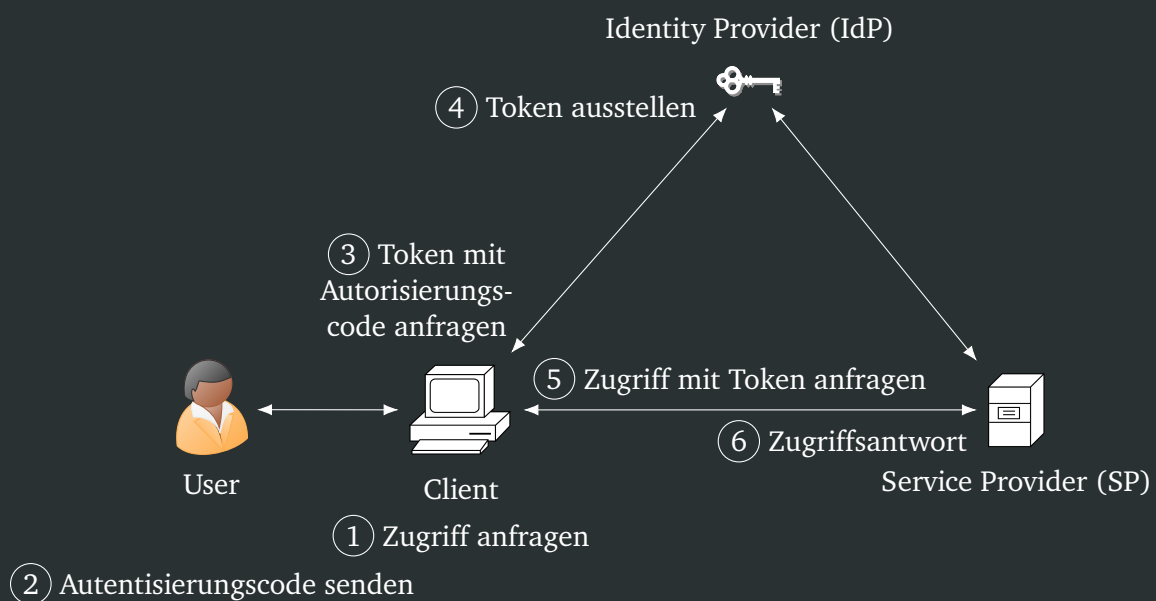 Identity Provider (IdP)
4 Token ausstellen
3 Token mit
Autorisierungs-
code anfragen
5 Zugriff mit Token anfragen
6 Zugriffsantwort
User
Client
Service Provider (SP)
1 Zugriff anfragen
2 Autentisierungscode senden